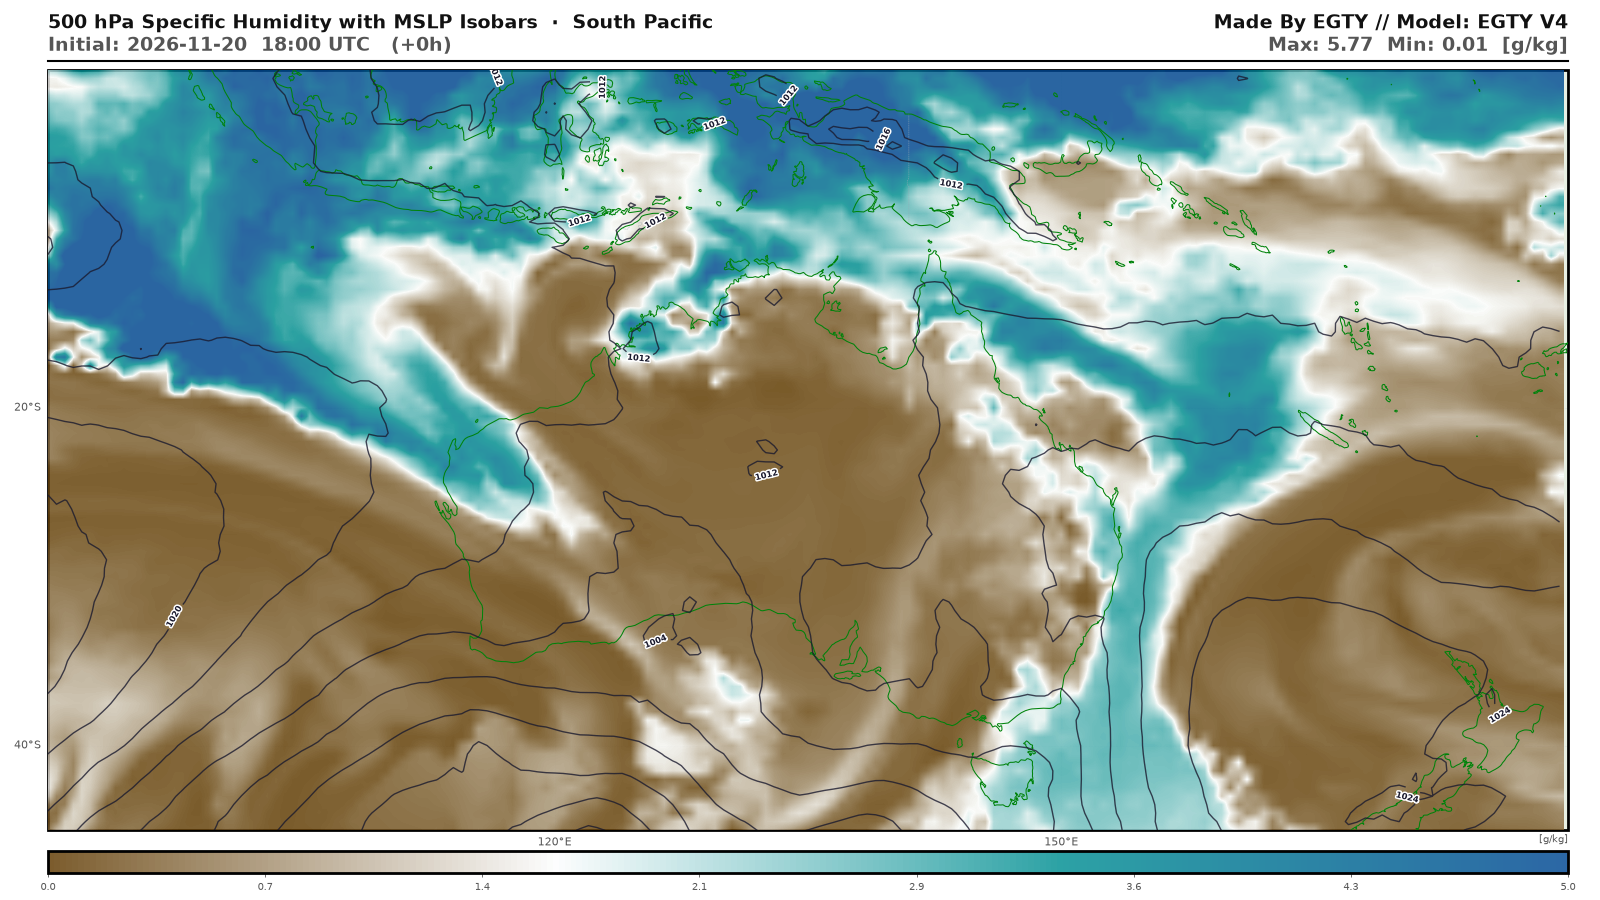 500 hPa Specific Humidity with MSLP Isobars · South Pacific
Made By EGTY // Model: EGTY V4
Initial: 2026-11-20 18:00 UTC (+0h)
Max: 5.77 Min: 0.01 [g/kg]
012
1012
1012
1012
1016
1012
1012
1012
1012
1012
1020
1004
1024
1024
20°S
40°S
120°E
150°E
[g/kg]
0.0
0.7
1.4
2.1
2.9
3.6
4.3
5.0